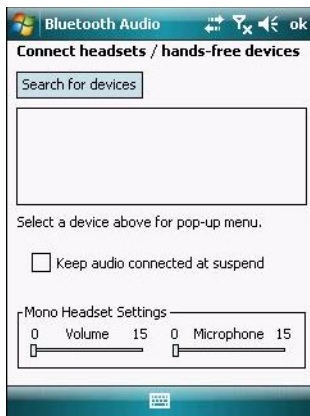 Bluetooth Audio ok
Connect headsets / hands-free devices
Search for devices
Select a device above for pop-up menu.
Keep audio connected at suspend
Mono Headset Settings
0 Volume 15 0 Microphone 15